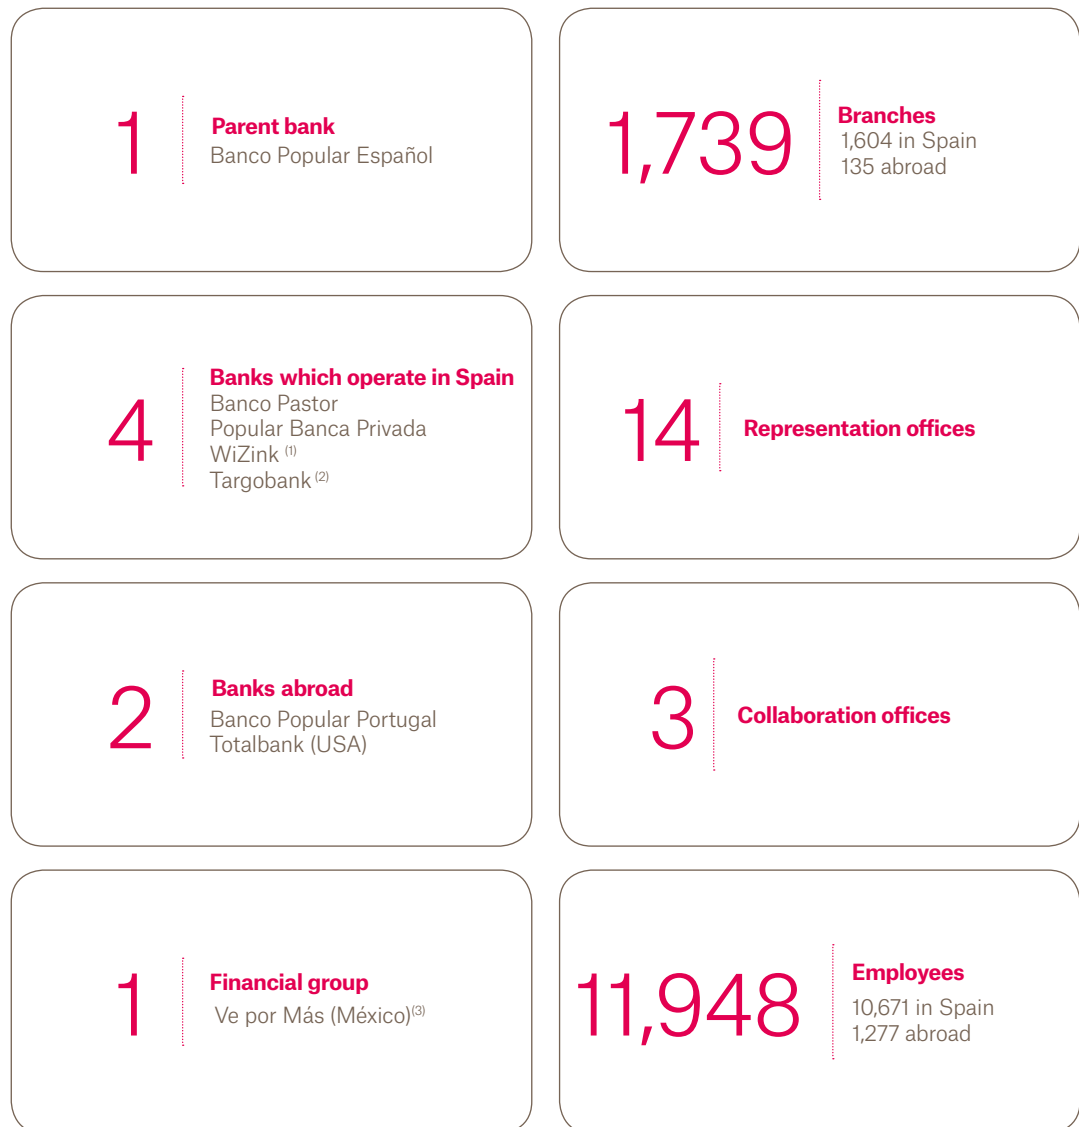 1
Parent bank
Banco Popular Español
1,739
Branches
1,604 in Spain
135 abroad
4
Banks which operate in Spain
Banco Pastor
Popular Banca Privada
WiZink (1)
Targobank (2)
14
Representation offices
2
Banks abroad
Banco Popular Portugal
Totalbank (USA)
3
Collaboration offices
1
Financial group
Ve por Más (México)(3)
11,948
Employees
10,671 in Spain
1,277 abroad